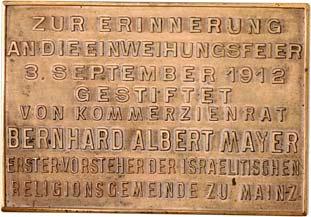 ZUR ERINNERUNG
AN DIE EINWEIHUNGSFEIER
3. SEPTEMBER 1912
GESTIFTET
VON KOMMERZIENRAT
BERNHARD ALBERT MAYER
ERSTER VORSTEHER DER ISRAELITISCHEN
RELIGIONSGEMEINDE ZU MAINZ